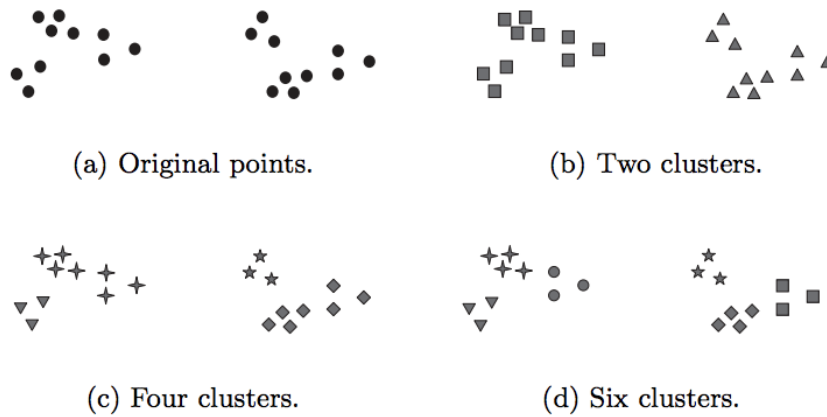 (a) Original points.
(b) Two clusters.
(c) Four clusters.
(d) Six clusters.